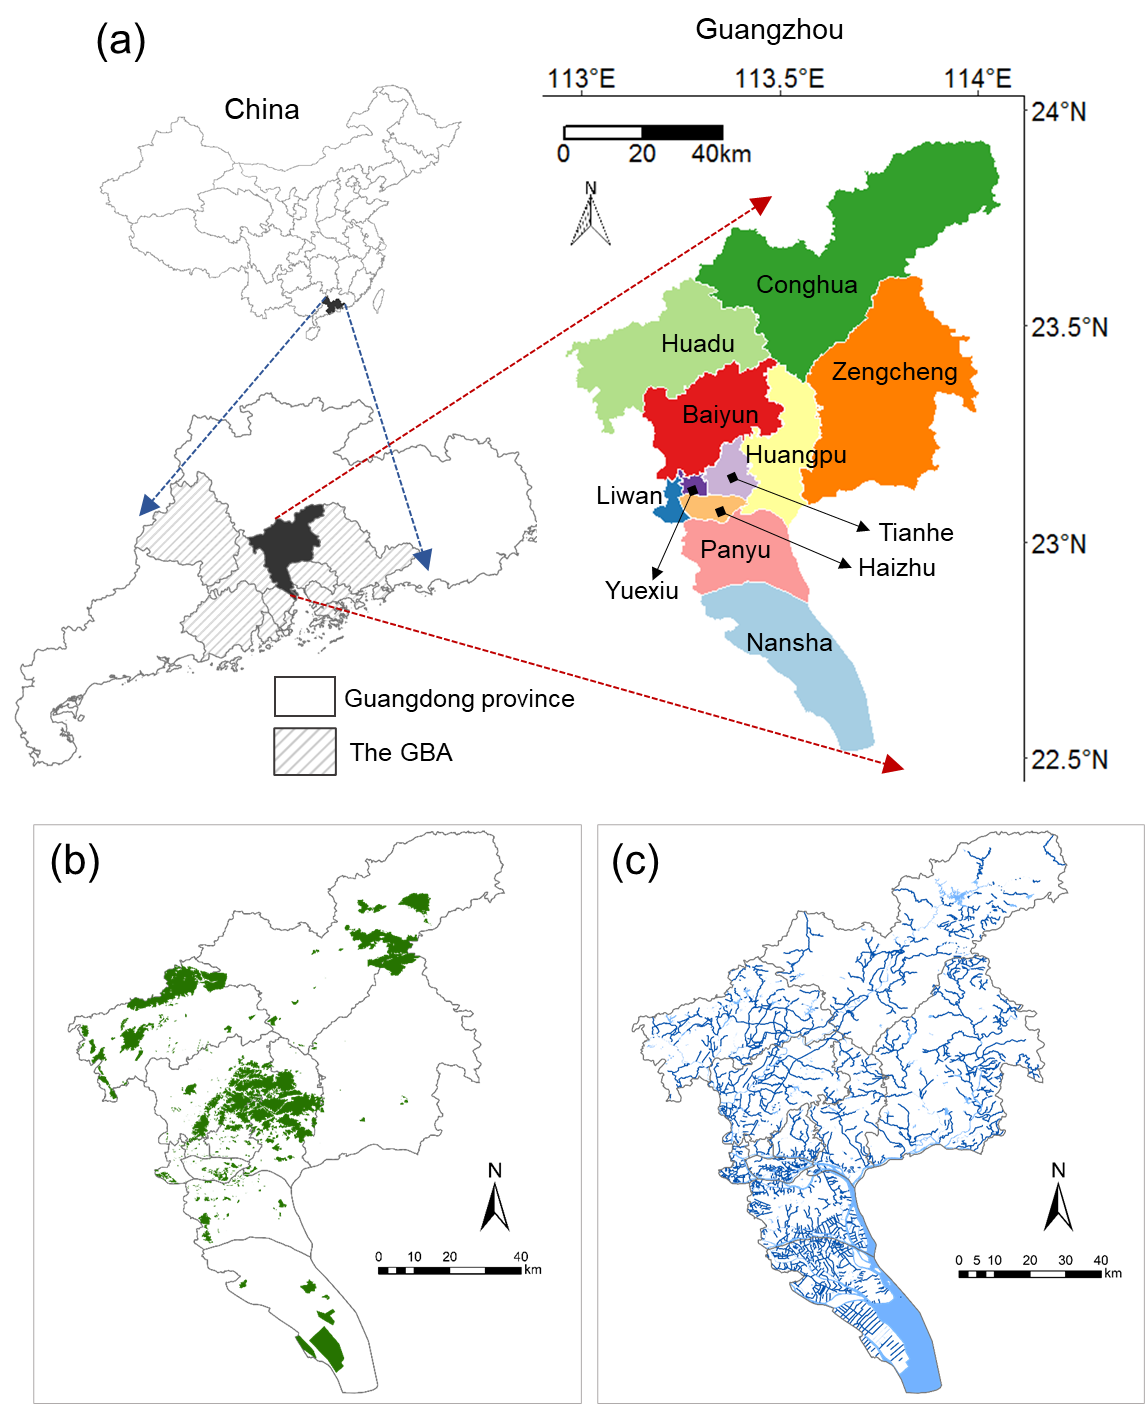 (a)
Guangzhou
113°E 113.5°E 114°E
China
24°N
0 20 40km
N
Conghua
23.5°N
Huadu
Zengcheng
Baiyun
Huangpu
Liwan
Tianhe
23°N
Panyu
Haizhu
Yuexiu
Nansha
Guangdong province
The GBA
22.5°N
(b)
N
0 10 20 40
km
(c)
N
0 5 10 20 30 40
km